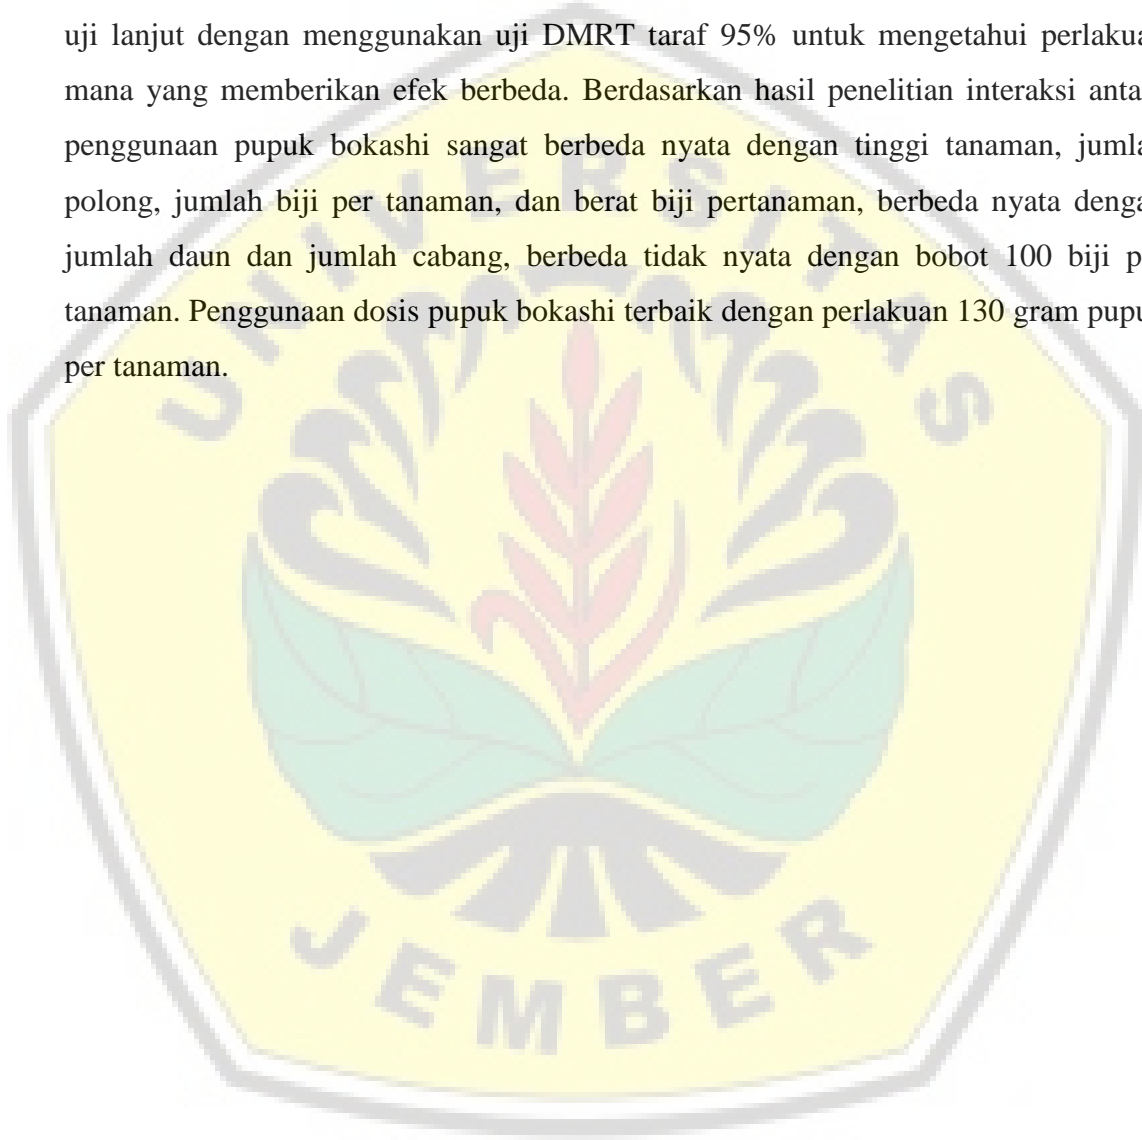 uji lanjut dengan menggunakan uji DMRT taraf 95% untuk mengetahui perlakua
mana yang memberikan efek berbeda. Berdasarkan hasil penelitian interaksi anta
penggunaan pupuk bokashi sangat berbeda nyata dengan tinggi tanaman, jumla
polong, jumlah biji per tanaman, dan berat biji pertanaman, berbeda nyata denga
jumlah daun dan jumlah cabang, berbeda tidak nyata dengan bobot 100 biji p
tanaman. Penggunaan dosis pupuk bokashi terbaik dengan perlakuan 130 gram pupu
per tanaman.
UNIVERSITAS
JEMBER